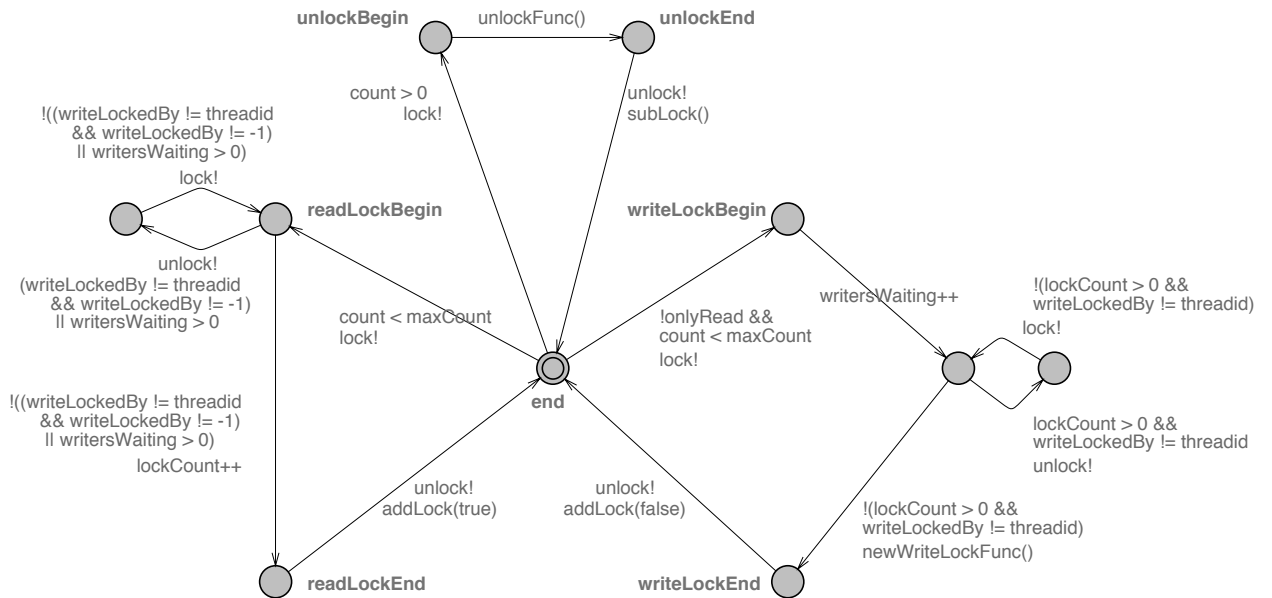 unlockBegin
unlockFunc()
unlockEnd
count > 0
lock!
unlock!
subLock()
!((writeLockedBy != threadid
&& writeLockedBy != -1)
|| writersWaiting > 0)
lock!
readLockBegin
unlock!
(writeLockedBy != threadid
&& writeLockedBy != -1)
|| writersWaiting > 0
writeLockBegin
writersWaiting++
!(lockCount > 0 &&
writeLockedBy != threadid)
lock!
count < maxCount
lock!
!onlyRead &&
count < maxCount
lock!
end
!((writeLockedBy != threadid
&& writeLockedBy != -1)
|| writersWaiting > 0)
lockCount++
lockCount > 0 &&
writeLockedBy != threadid
unlock!
unlock!
addLock(true)
unlock!
addLock(false)
!(lockCount > 0 &&
writeLockedBy != threadid)
newWriteLockFunc()
readLockEnd
writeLockEnd